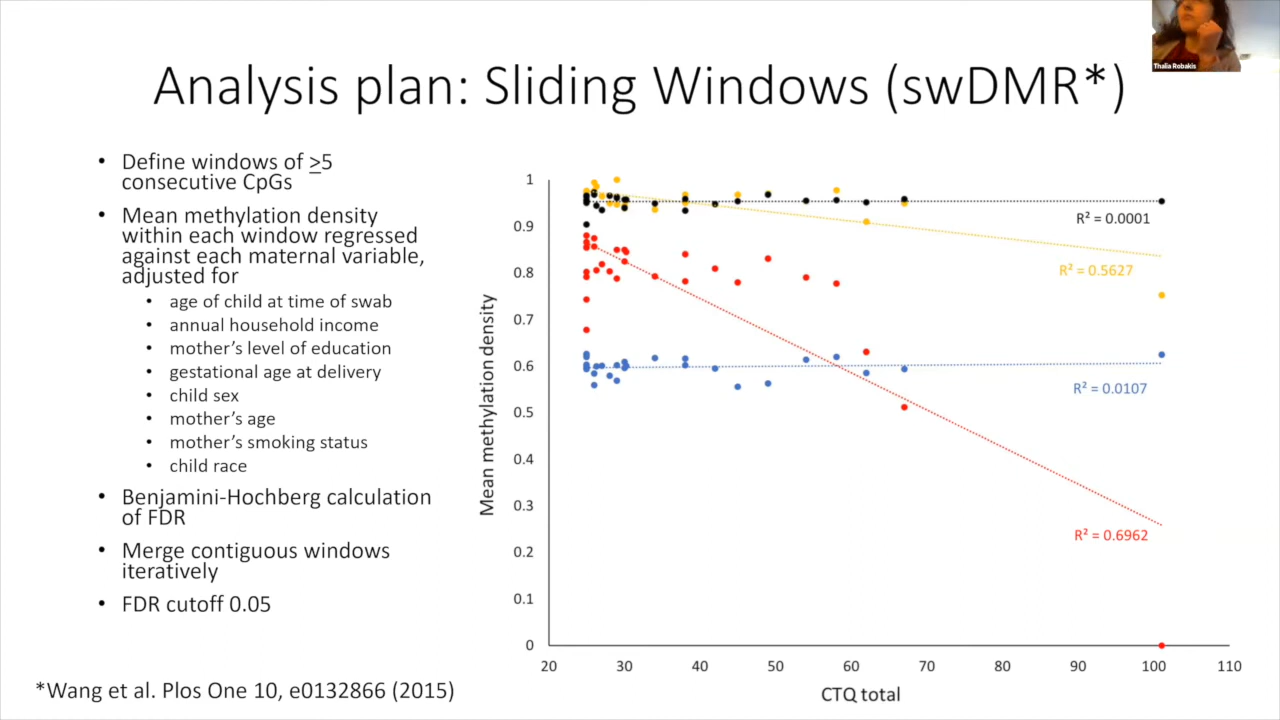 Thalia Robakis
Analysis plan: Sliding Windows (swDMR*)
• Define windows of ≥5
consecutive CpGs
• Mean methylation density
within each window regressed
against each maternal variable,
adjusted for
• age of child at time of swab
• annual household income
• mother's level of education
• gestational age at delivery
• child sex
• mother's age
• mother's smoking status
• child race
• Benjamini-Hochberg calculation
of FDR
• Merge contiguous windows
iteratively
• FDR cutoff 0.05
*Wang et al. Plos One 10, e0132866 (2015)
Mean methylation density
1
0.9
0.8
0.7
0.6
0.5
0.4
0.3
0.2
0.1
0
R² = 0.0001
R² = 0.5627
R² = 0.0107
R² = 0.6962
20 30 40 50 60 70 80 90 100 110
CTQ total